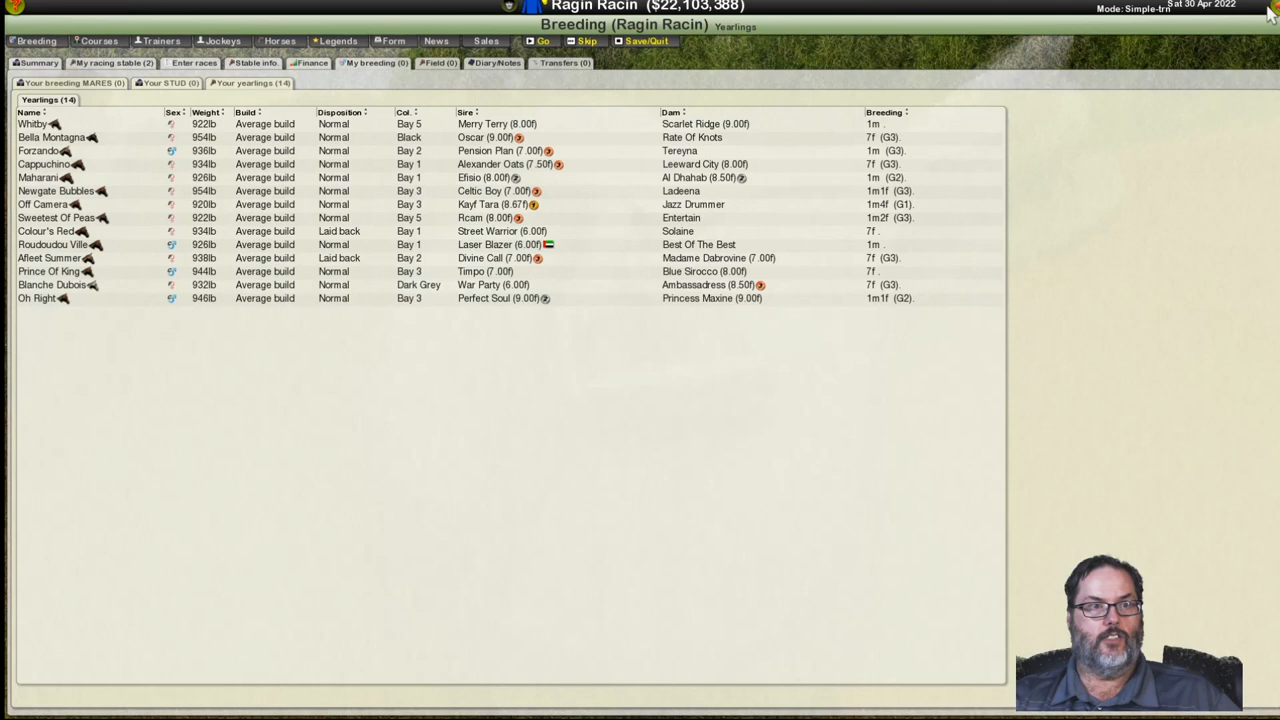 Ragin Racin ($22,103,388)
Mode: Simple-trn Sat 30 Apr 2022
Breeding (Ragin Racin) Yearlings
Breeding Courses Trainers Jockeys Horses Legends Form News Sales Go Skip Save/Quit
Summary My racing stable (2) Enter races Stable info. Finance My breeding (0) Field (0) Diary/Notes Transfers (0)
Your breeding MARES (0) Your STUD (0) Your yearlings (14)
Yearlings (14)
Name Sex Weight Build Disposition Col. Sire Dam Breeding
Whitby 922lb Average build Normal Bay 5 Merry Terry (8.00f) Scarlet Ridge (9.00f) 1m .
Bella Montagna 954lb Average build Normal Black Oscar (9.00f) Rate Of Knots 7f (G3).
Forzando 936lb Average build Normal Bay 2 Pension Plan (7.00f) Tereyna 1m (G3).
Cappuchino 934lb Average build Normal Bay 1 Alexander Oats (7.50f) Leeward City (8.00f) 7f (G3).
Maharani 926lb Average build Normal Bay 1 Efisio (8.00f) Al Dhahab (8.50f) 1m (G2).
Newgate Bubbles 954lb Average build Normal Bay 3 Celtic Boy (7.00f) Ladeena 1m1f (G3).
Off Camera 920lb Average build Normal Bay 3 Kayf Tara (8.67f) Jazz Drummer 1m4f (G1).
Sweetest Of Peas 922lb Average build Normal Bay 5 Rcam (8.00f) Entertain 1m2f (G3).
Colour's Red 934lb Average build Laid back Bay 1 Street Warrior (6.00f) Solaine 7f .
Roudoudou Ville 926lb Average build Normal Bay 1 Laser Blazer (6.00f) Best Of The Best 1m .
Afleet Summer 938lb Average build Laid back Bay 2 Divine Call (7.00f) Madame Dabrovine (7.00f) 7f (G3).
Prince Of King 944lb Average build Normal Bay 3 Timpo (7.00f) Blue Sirocco (8.00f) 7f .
Blanche Dubois 932lb Average build Normal Dark Grey War Party (6.00f) Ambassadress (8.50f) 7f (G3).
Oh Right 946lb Average build Normal Bay 3 Perfect Soul (9.00f) Princess Maxine (9.00f) 1m1f (G2).